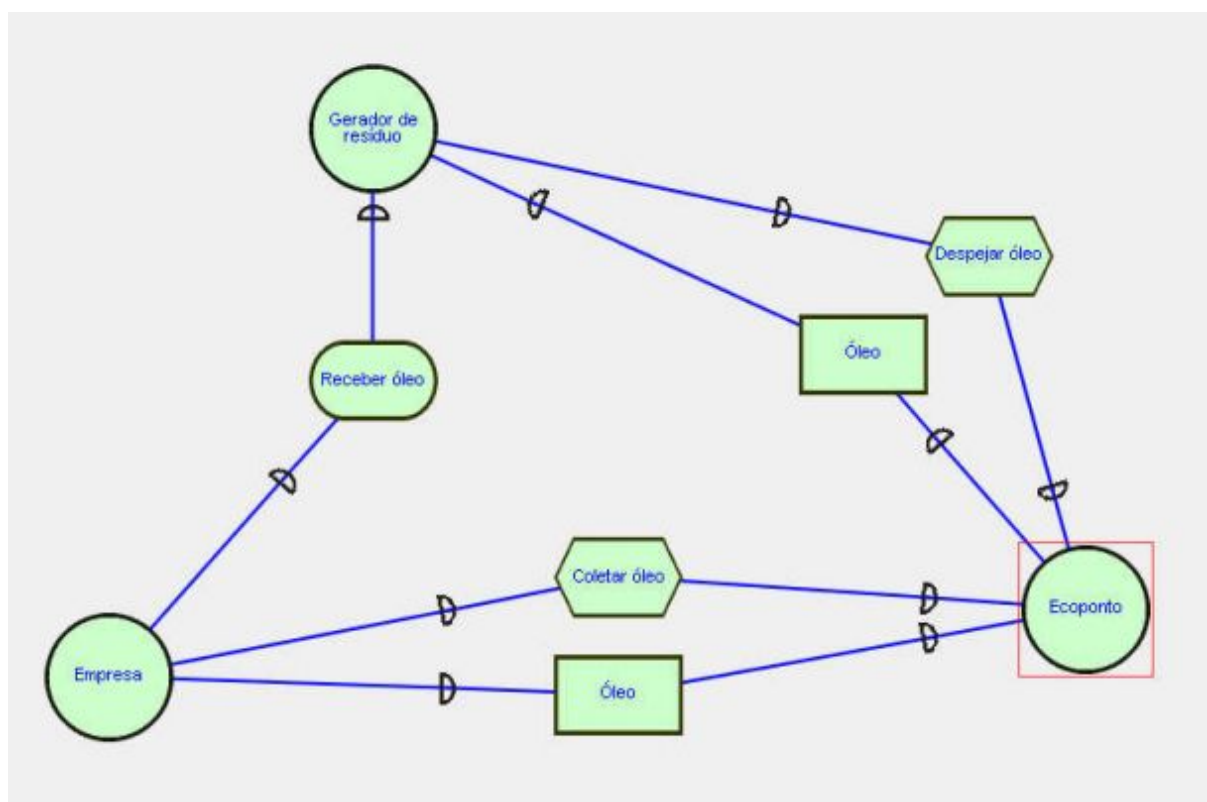 Gerador de
resíduo
Despejar óleo
Óleo
Receber óleo
Coletar óleo
Ecoponto
Empresa
Óleo